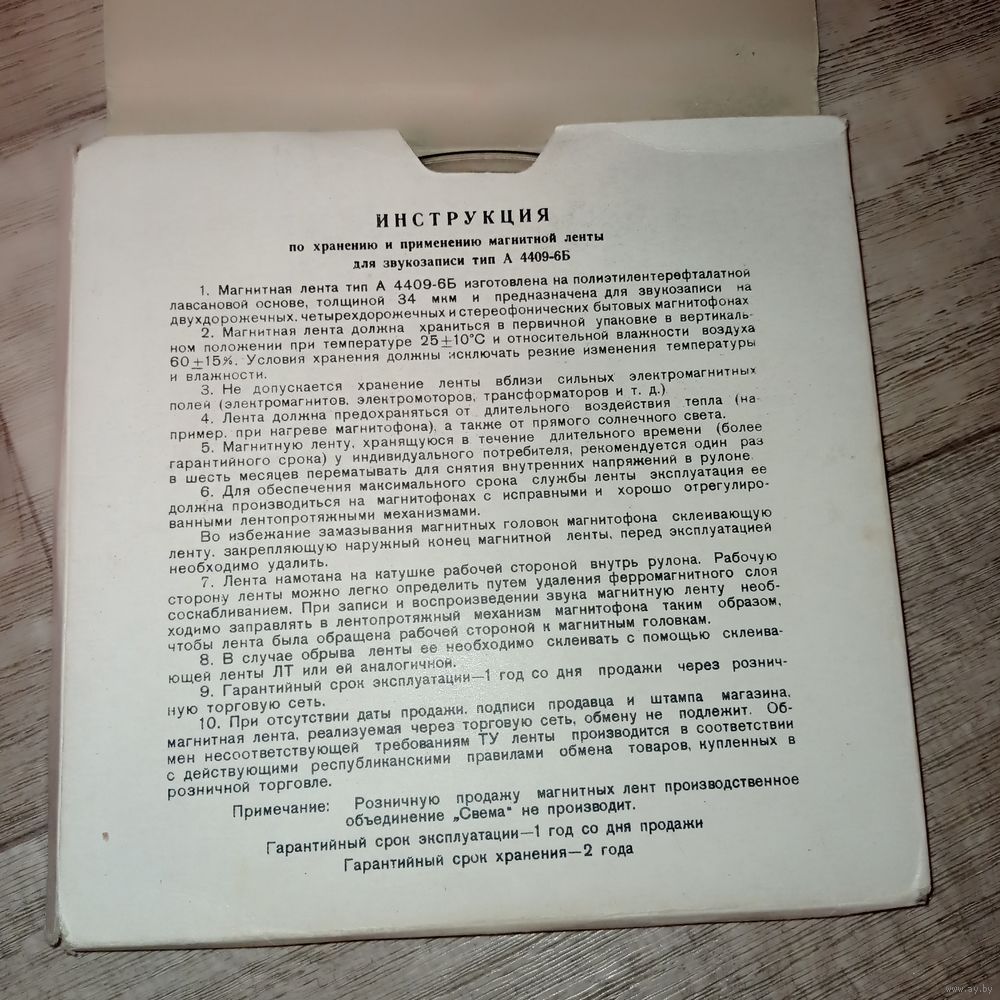 ИНСТРУКЦИЯ
по хранению и применению магнитной ленты
для звукозаписи тип А 4409-6Б
1. Магнитная лента тип А 4409-6Б изготовлена на полиэтилентерефталатной
лавсановой основе, толщиной 34 мкм и предназначена для звукозаписи на
двухдорожечных, четырехдорожечных и стереофонических бытовых магнитофонах
2. Магнитная лента должна храниться в первичной упаковке в вертикаль-
ном положении при температуре 25±10°С и относительной влажности воздуха
60±15%. Условия хранения должны исключать резкие изменения температуры
и влажности.
3. Не допускается хранение ленты вблизи сильных электромагнитных
полей (электромагнитов, электромоторов, трансформаторов и т. д.)
4. Лента должна предохраняться от длительного воздействия тепла (на-
пример, при нагреве магнитофона), а также от прямого солнечного света.
5. Магнитную ленту, хранящуюся в течение длительного времени (более
гарантийного срока) у индивидуального потребителя, рекомендуется один раз
в шесть месяцев перематывать для снятия внутренних напряжений в рулоне.
6. Для обеспечения максимального срока службы ленты эксплуатация ее
должна производиться на магнитофонах с исправными и хорошо отрегулиро-
ванными лентопротяжными механизмами.
Во избежание замазывания магнитных головок магнитофона склеивающую
ленту, закрепляющую наружный конец магнитной ленты, перед эксплуатацией
необходимо удалить.
7. Лента намотана на катушке рабочей стороной внутрь рулона. Рабочую
сторону ленты можно легко определить путем удаления ферромагнитного слоя
соскабливанием. При записи и воспроизведении звука магнитную ленту необ-
ходимо заправлять в лентопротяжный механизм магнитофона таким образом,
чтобы лента была обращена рабочей стороной к магнитным головкам.
8. В случае обрыва ленты ее необходимо склеивать с помощью склеива-
ющей ленты ЛТ или ей аналогичной.
9. Гарантийный срок эксплуатации—1 год со дня продажи через рознич-
ную торговую сеть.
10. При отсутствии даты продажи, подписи продавца и штампа магазина,
магнитная лента, реализуемая через торговую сеть, обмену не подлежит. Об-
мен несоответствующей требованиям ТУ ленты производится в соответствии
с действующими республиканскими правилами обмена товаров, купленных в
розничной торговле.
Примечание: Розничную продажу магнитных лент производственное
объединение „Свема" не производит.
Гарантийный срок эксплуатации—1 год со дня продажи
Гарантийный срок хранения—2 года
www.ay.by